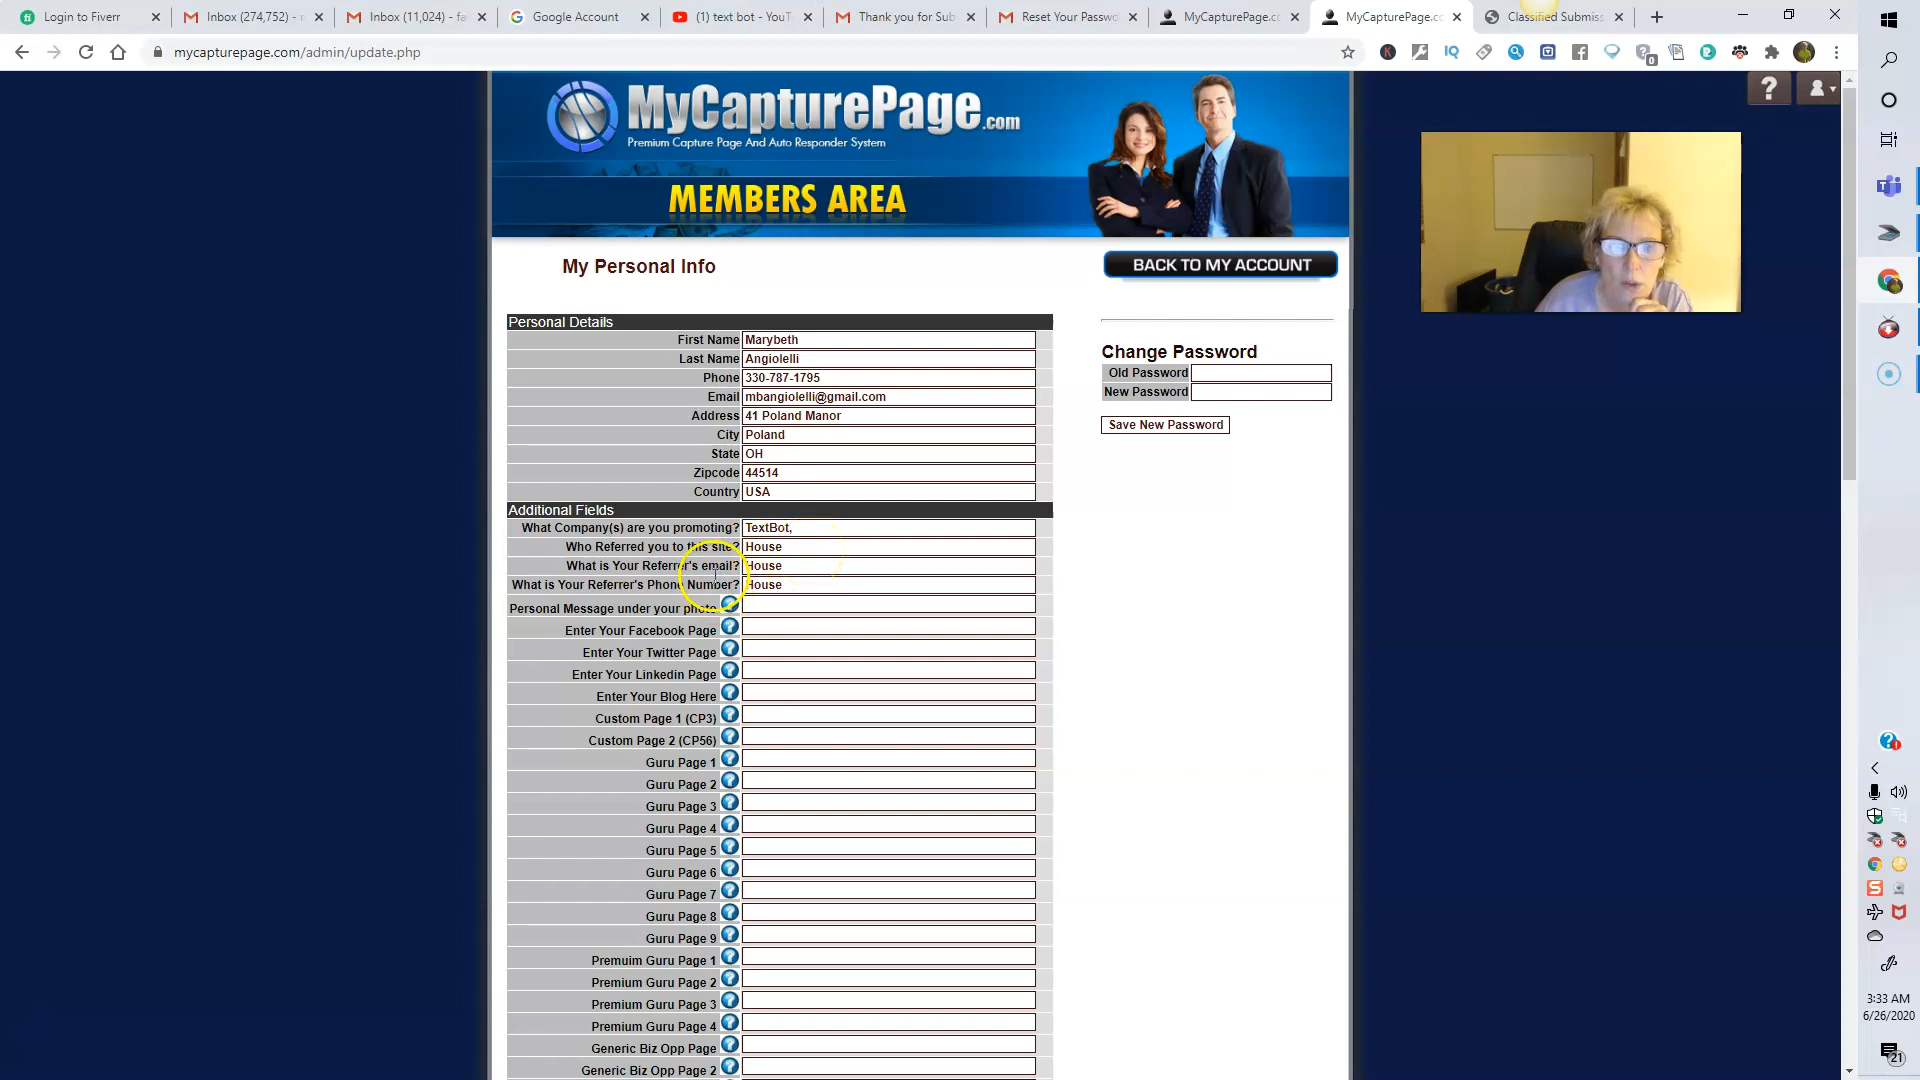 Login to Fiverr
Inbox (274,752) -
Inbox (11,024) - fa
Google Account
(1) text bot - YouT
Thank you for Sub
Reset Your Passwo
MyCapturePage.c
MyCapturePage.c
Classified Submiss
mycapturepage.com/admin/update.php
MyCapturePage.com
Premium Capture Page And Auto Responder System
MEMBERS AREA
My Personal Info
BACK TO MY ACCOUNT
Personal Details
First Name Marybeth
Last Name Angiolelli
Phone 330-787-1795
Email mbangiolelli@gmail.com
Address 41 Poland Manor
City Poland
State OH
Zipcode 44514
Country USA
Change Password
Old Password
New Password
Save New Password
Additional Fields
What Company(s) are you promoting? TextBot,
Who Referred you to this site? House
What is Your Referrer's email? House
What is Your Referrer's Phone Number? House
Personal Message under your photo
Enter Your Facebook Page
Enter Your Twitter Page
Enter Your Linkedin Page
Enter Your Blog Here
Custom Page 1 (CP3)
Custom Page 2 (CP56)
Guru Page 1
Guru Page 2
Guru Page 3
Guru Page 4
Guru Page 5
Guru Page 6
Guru Page 7
Guru Page 8
Guru Page 9
Premuim Guru Page 1
Premium Guru Page 2
Premium Guru Page 3
Premium Guru Page 4
Generic Biz Opp Page
Generic Biz Opp Page 2
3:33 AM
6/26/2020
21